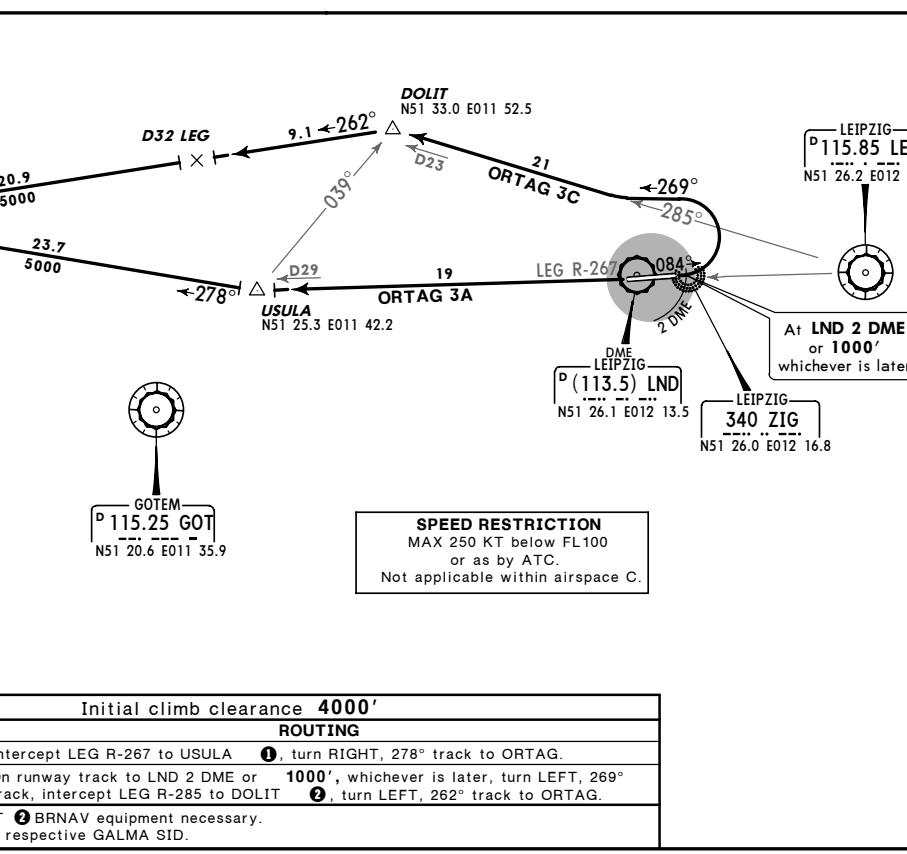 DOLIT
N51 33.0 E011 52.5
D32 LEG
9.1
262°
D23
21
ORTAG 3C
269°
285°
LEIPZIG
D 115.85 LE
N51 26.2 E012
20.9
5000
039°
23.7
5000
278°
D29
USULA
N51 25.3 E011 42.2
19
ORTAG 3A
LEG R-267
084°
2 DME
At LND 2 DME
or 1000'
whichever is later
DME
LEIPZIG
D (113.5) LND
N51 26.1 E012 13.5
LEIPZIG
340 ZIG
N51 26.0 E012 16.8
GOTEM
D 115.25 GOT
N51 20.6 E011 35.9
SPEED RESTRICTION
MAX 250 KT below FL100
or as by ATC.
Not applicable within airspace C.
Initial climb clearance 4000'
ROUTING
ntercept LEG R-267 to USULA ❶, turn RIGHT, 278° track to ORTAG.
n runway track to LND 2 DME or 1000', whichever is later, turn LEFT, 269°
rack, intercept LEG R-285 to DOLIT ❷, turn LEFT, 262° track to ORTAG.
T ❷ BRNAV equipment necessary.
respective GALMA SID.